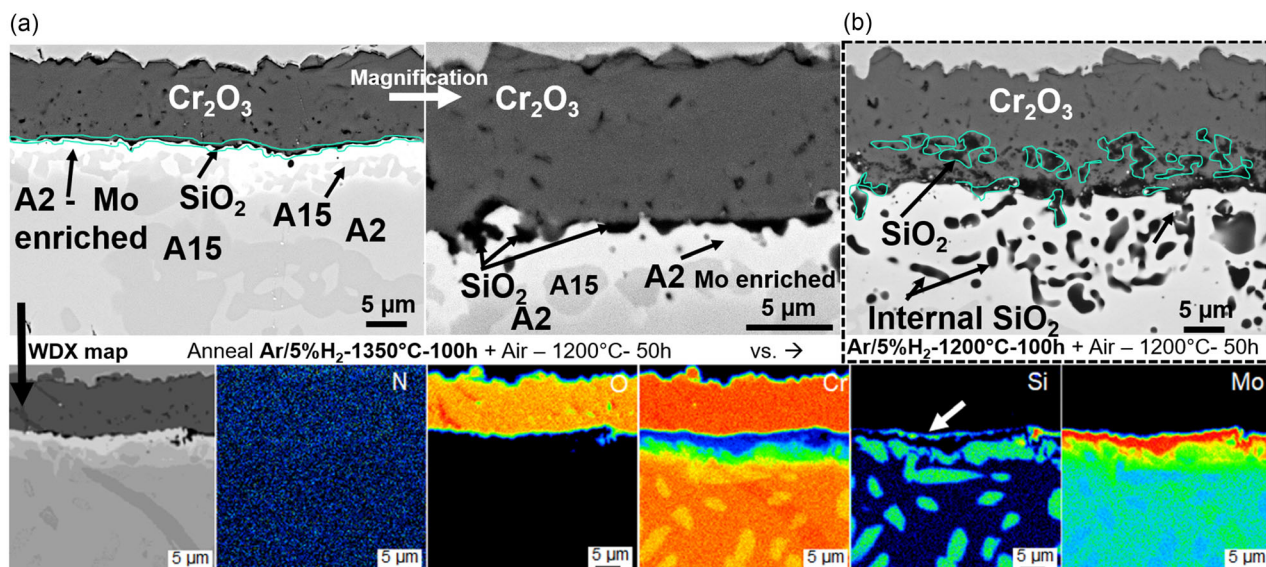 (a)
(b)
Cr2O3
Magnification
Cr2O3
Cr2O3
A2 - Mo
enriched
SiO2
A15
A15
A2
5 µm
SiO2
A15
A2
A2 Mo enriched
5 µm
SiO2
Internal SiO2
5 µm
WDX map
Anneal Ar/5%H2-1350°C-100h + Air – 1200°C- 50h
vs. →
Ar/5%H2-1200°C-100h + Air – 1200°C- 50h
5 µm
N
5 µm
O
5 µm
Cr
5 µm
Si
5 µm
Mo
5 µm